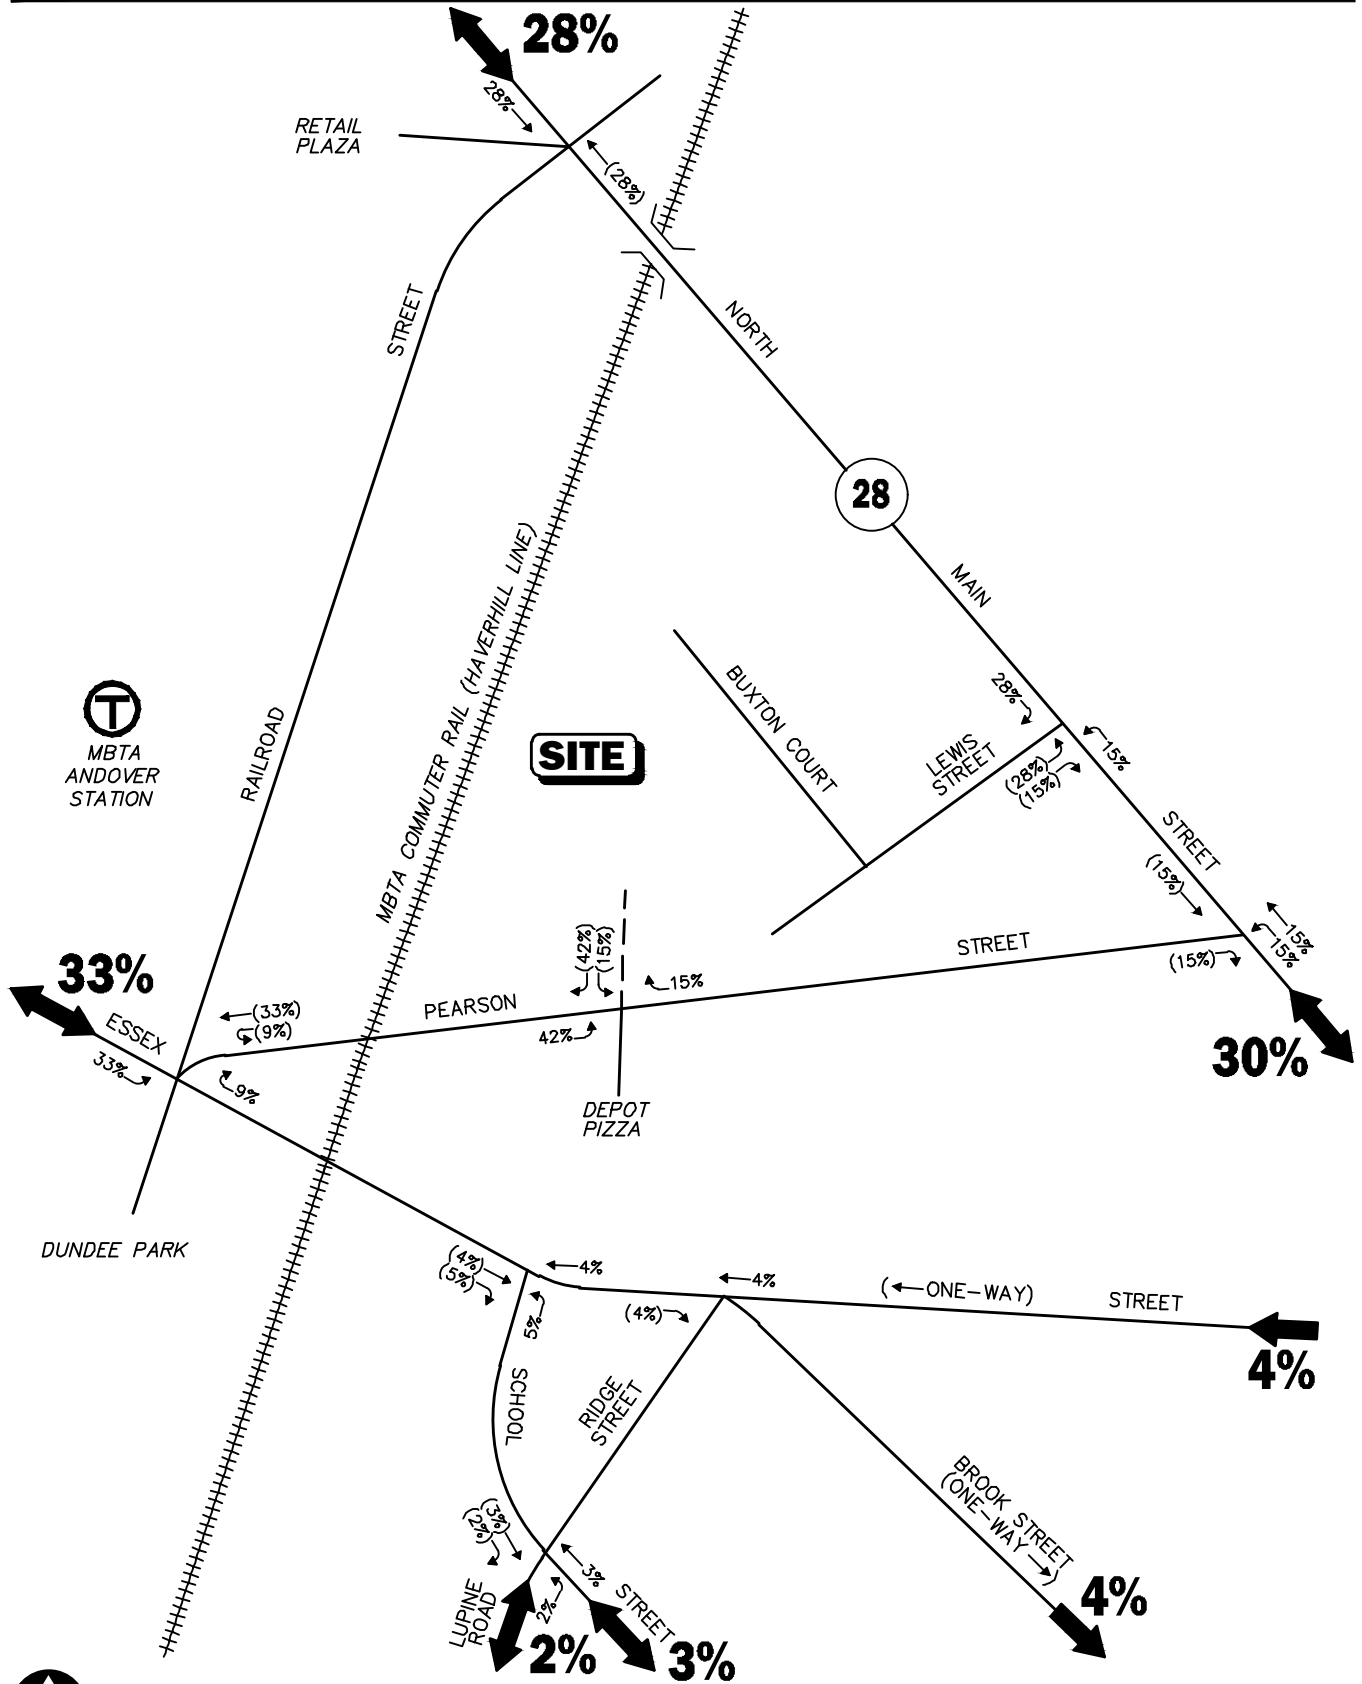 28%
28%
RETAIL
PLAZA
(28%)
STREET
NORTH
28
MAIN
MBTA COMMUTER RAIL (HAVERHILL LINE)
BUXTON COURT
28%
T
MBTA
ANDOVER
STATION
RAILROAD
SITE
LEWIS
STREET
15%
(28%)
(15%)
STREET
(15%)
15%
15%
(15%)
30%
STREET
(42%)
(15%)
15%
PEARSON
42%
33%
ESSEX
33%
(33%)
(9%)
9%
DEPOT
PIZZA
DUNDEE PARK
(4%)
(5%)
4%
5%
4%
(4%)
(←ONE-WAY)
STREET
4%
SCHOOL
RIDGE
STREET
BROOK STREET
(ONE-WAY→)
4%
(3%)
(2%)
3%
2%
STREET
LUPINE
ROAD
2%
3%